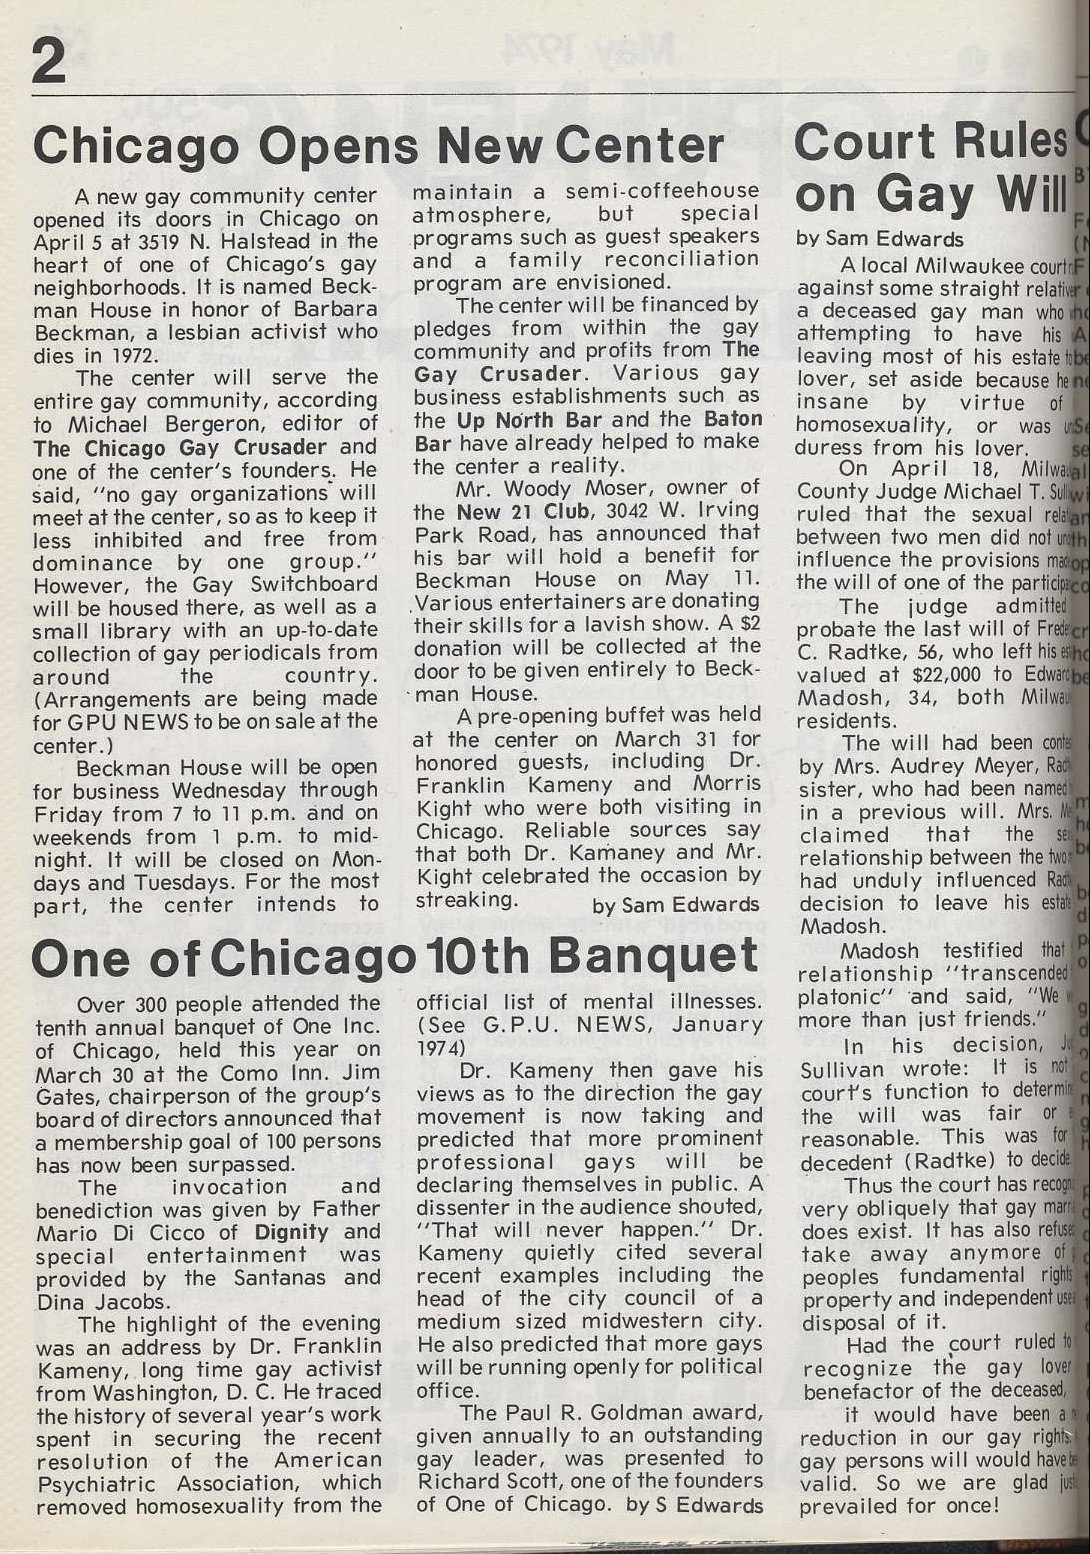 2
Chicago Opens New Center
A new gay community center
opened its doors in Chicago on
April 5 at 3519 N. Halstead in the
heart of one of Chicago's gay
neighborhoods. It is named Beck-
man House in honor of Barbara
Beckman, a lesbian activist who
dies in 1972.
The center will serve the
entire gay community, according
to Michael Bergeron, editor of
The Chicago Gay Crusader and
one of the center's founders. He
said, "no gay organizations will
meet at the center, so as to keep it
less inhibited and free from
dominance by one group."
However, the Gay Switchboard
will be housed there, as well as a
small library with an up-to-date
collection of gay periodicals from
around the country.
(Arrangements are being made
for GPU NEWS to be on sale at the
center.)
Beckman House will be open
for business Wednesday through
Friday from 7 to 11 p.m. and on
weekends from 1 p.m. to mid-
night. It will be closed on Mon-
days and Tuesdays. For the most
part, the center intends to
maintain a semi-coffeehouse
atmosphere, but special
programs such as guest speakers
and a family reconciliation
program are envisioned.
The center will be financed by
pledges from within the gay
community and profits from The
Gay Crusader. Various gay
business establishments such as
the Up North Bar and the Baton
Bar have already helped to make
the center a reality.
Mr. Woody Moser, owner of
the New 21 Club, 3042 W. Irving
Park Road, has announced that
his bar will hold a benefit for
Beckman House on May 11.
Various entertainers are donating
their skills for a lavish show. A $2
donation will be collected at the
door to be given entirely to Beck-
man House.
A pre-opening buffet was held
at the center on March 31 for
honored guests, including Dr.
Franklin Kameny and Morris
Kight who were both visiting in
Chicago. Reliable sources say
that both Dr. Kamaney and Mr.
Kight celebrated the occasion by
streaking. by Sam Edwards
One of Chicago 10th Banquet
Over 300 people attended the
tenth annual banquet of One Inc.
of Chicago, held this year on
March 30 at the Como Inn. Jim
Gates, chairperson of the group's
board of directors announced that
a membership goal of 100 persons
has now been surpassed.
The invocation and
benediction was given by Father
Mario Di Cicco of Dignity and
special entertainment was
provided by the Santanas and
Dina Jacobs.
The highlight of the evening
was an address by Dr. Franklin
Kameny, long time gay activist
from Washington, D. C. He traced
the history of several year's work
spent in securing the recent
resolution of the American
Psychiatric Association, which
removed homosexuality from the
official list of mental illnesses.
(See G.P.U. NEWS, January
1974)
Dr. Kameny then gave his
views as to the direction the gay
movement is now taking and
predicted that more prominent
professional gays will be
declaring themselves in public. A
dissenter in the audience shouted,
"That will never happen." Dr.
Kameny quietly cited several
recent examples including the
head of the city council of a
medium sized midwestern city.
He also predicted that more gays
will be running openly for political
office.
The Paul R. Goldman award,
given annually to an outstanding
gay leader, was presented to
Richard Scott, one of the founders
of One of Chicago. by S Edwards
Court Rules
on Gay Will
by Sam Edwards
A local Milwaukee court
against some straight
a deceased gay man who
attempting to have his
leaving most of his estate
lover, set aside because he
insane by virtue of
homosexuality, or was
duress from his lover.
On April 18,
County Judge Michael T.
ruled that the sexual
between two men did not
influence the provisions
the will of one of the
The judge admitted
probate the last will of
C. Radtke, 56, who left his
valued at $22,000 to Edward
Madosh, 34, both
residents.
The will had been
by Mrs. Audrey Meyer,
sister, who had been named
in a previous will. Mrs.
claimed that the
relationship between the two
had unduly influenced
decision to leave his estate
Madosh.
Madosh testified that
relationship "transcended
platonic" and said, "We
more than just friends."
In his decision,
Sullivan wrote: It is not
court's function to
the will was fair or
reasonable. This was for
decedent (Radtke) to decide.
Thus the court has
very obliquely that gay
does exist. It has also
take away anymore of
peoples fundamental rights
property and independent
disposal of it.
Had the court ruled to
recognize the gay lover
benefactor of the deceased,
it would have been a
reduction in our gay rights.
gay persons will would have
valid. So we are glad
prevailed for once!